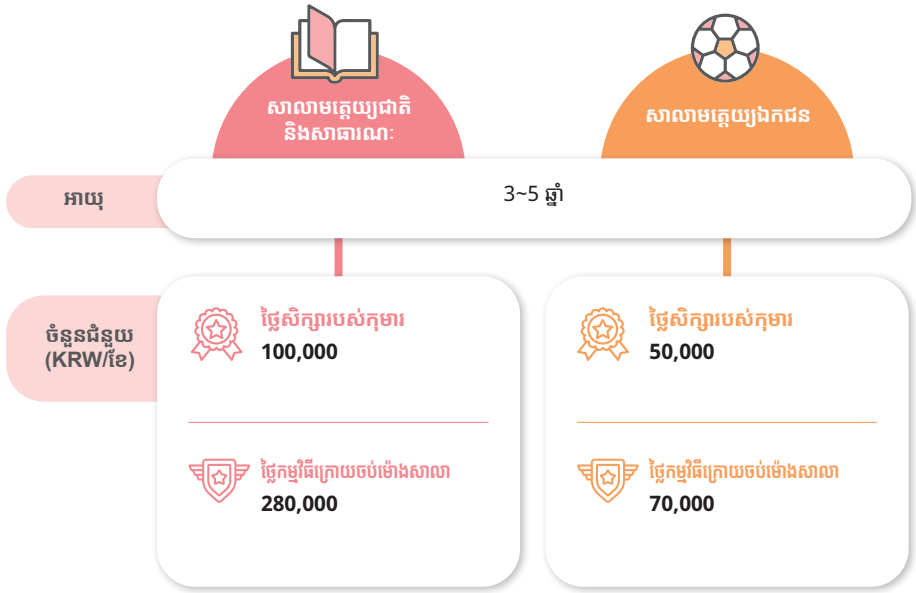 សាលាមត្តេយ្យជាតិ
និងសាធារណៈ
សាលាមត្តេយ្យឯកជន
អាយុ
3~5 ឆ្នាំ
ចំនួនជំនួយ
(KRW/ខែ)
ថ្លៃសិក្សារបស់កុមារ
100,000
ថ្លៃកម្មវិធីក្រោយចប់ម៉ោងសាលា
280,000
ថ្លៃសិក្សារបស់កុមារ
50,000
ថ្លៃកម្មវិធីក្រោយចប់ម៉ោងសាលា
70,000